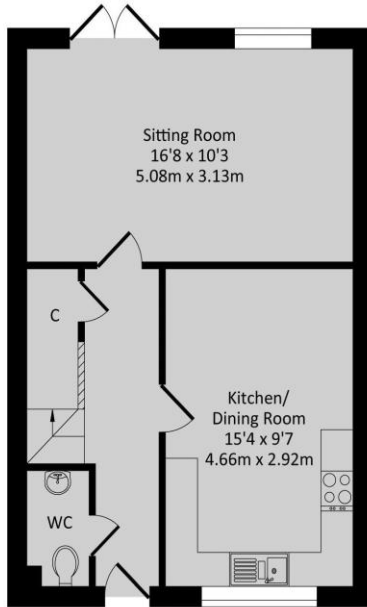 Sitting Room
16'8 x 10'3
5.08m x 3.13m
C
Kitchen/
Dining Room
15'4 x 9'7
4.66m x 2.92m
WC